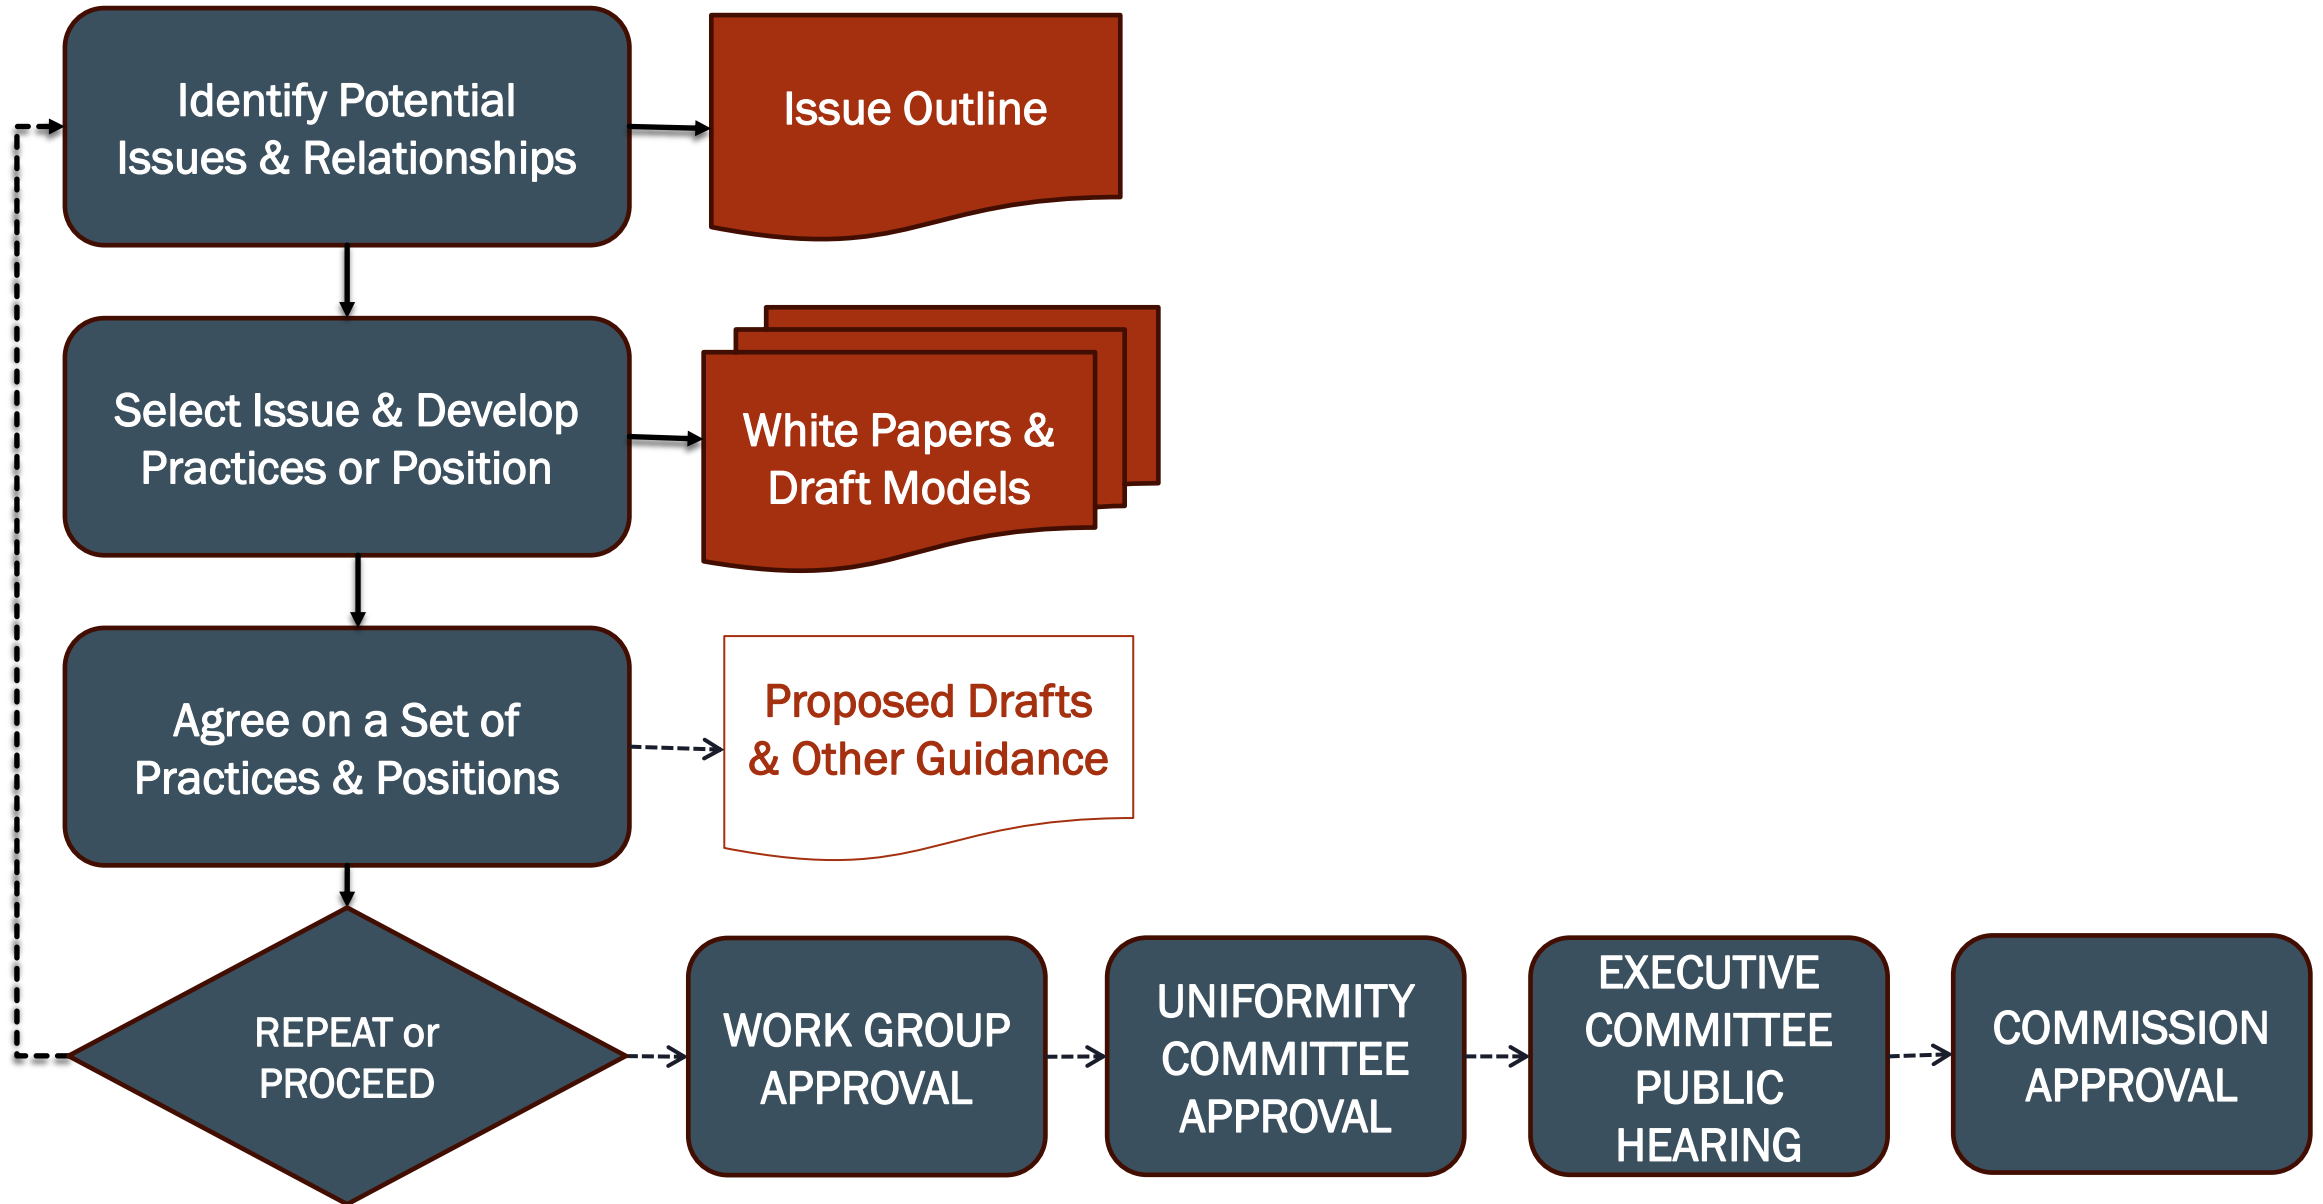 Identify Potential
Issues & Relationships
Issue Outline
Select Issue & Develop
Practices or Position
White Papers &
Draft Models
Agree on a Set of
Practices & Positions
Proposed Drafts
& Other Guidance
REPEAT or
PROCEED
WORK GROUP
APPROVAL
UNIFORMITY
COMMITTEE
APPROVAL
EXECUTIVE
COMMITTEE
PUBLIC
HEARING
COMMISSION
APPROVAL